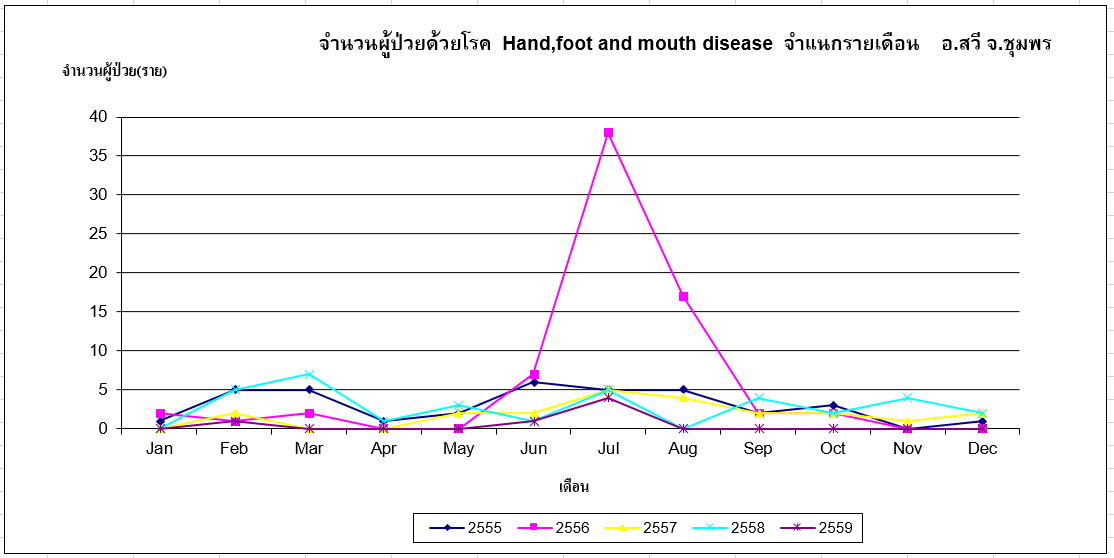 จำนวนผู้ป่วยด้วยโรค Hand,foot and mouth disease จำแนกรายเดือน อ.สวี จ.ชุมพร
จำนวนผู้ป่วย(ราย)
40
35
30
25
20
15
10
5
0
Jan Feb Mar Apr May Jun Jul Aug Sep Oct Nov Dec
เดือน
2555 2556 2557 2558 2559